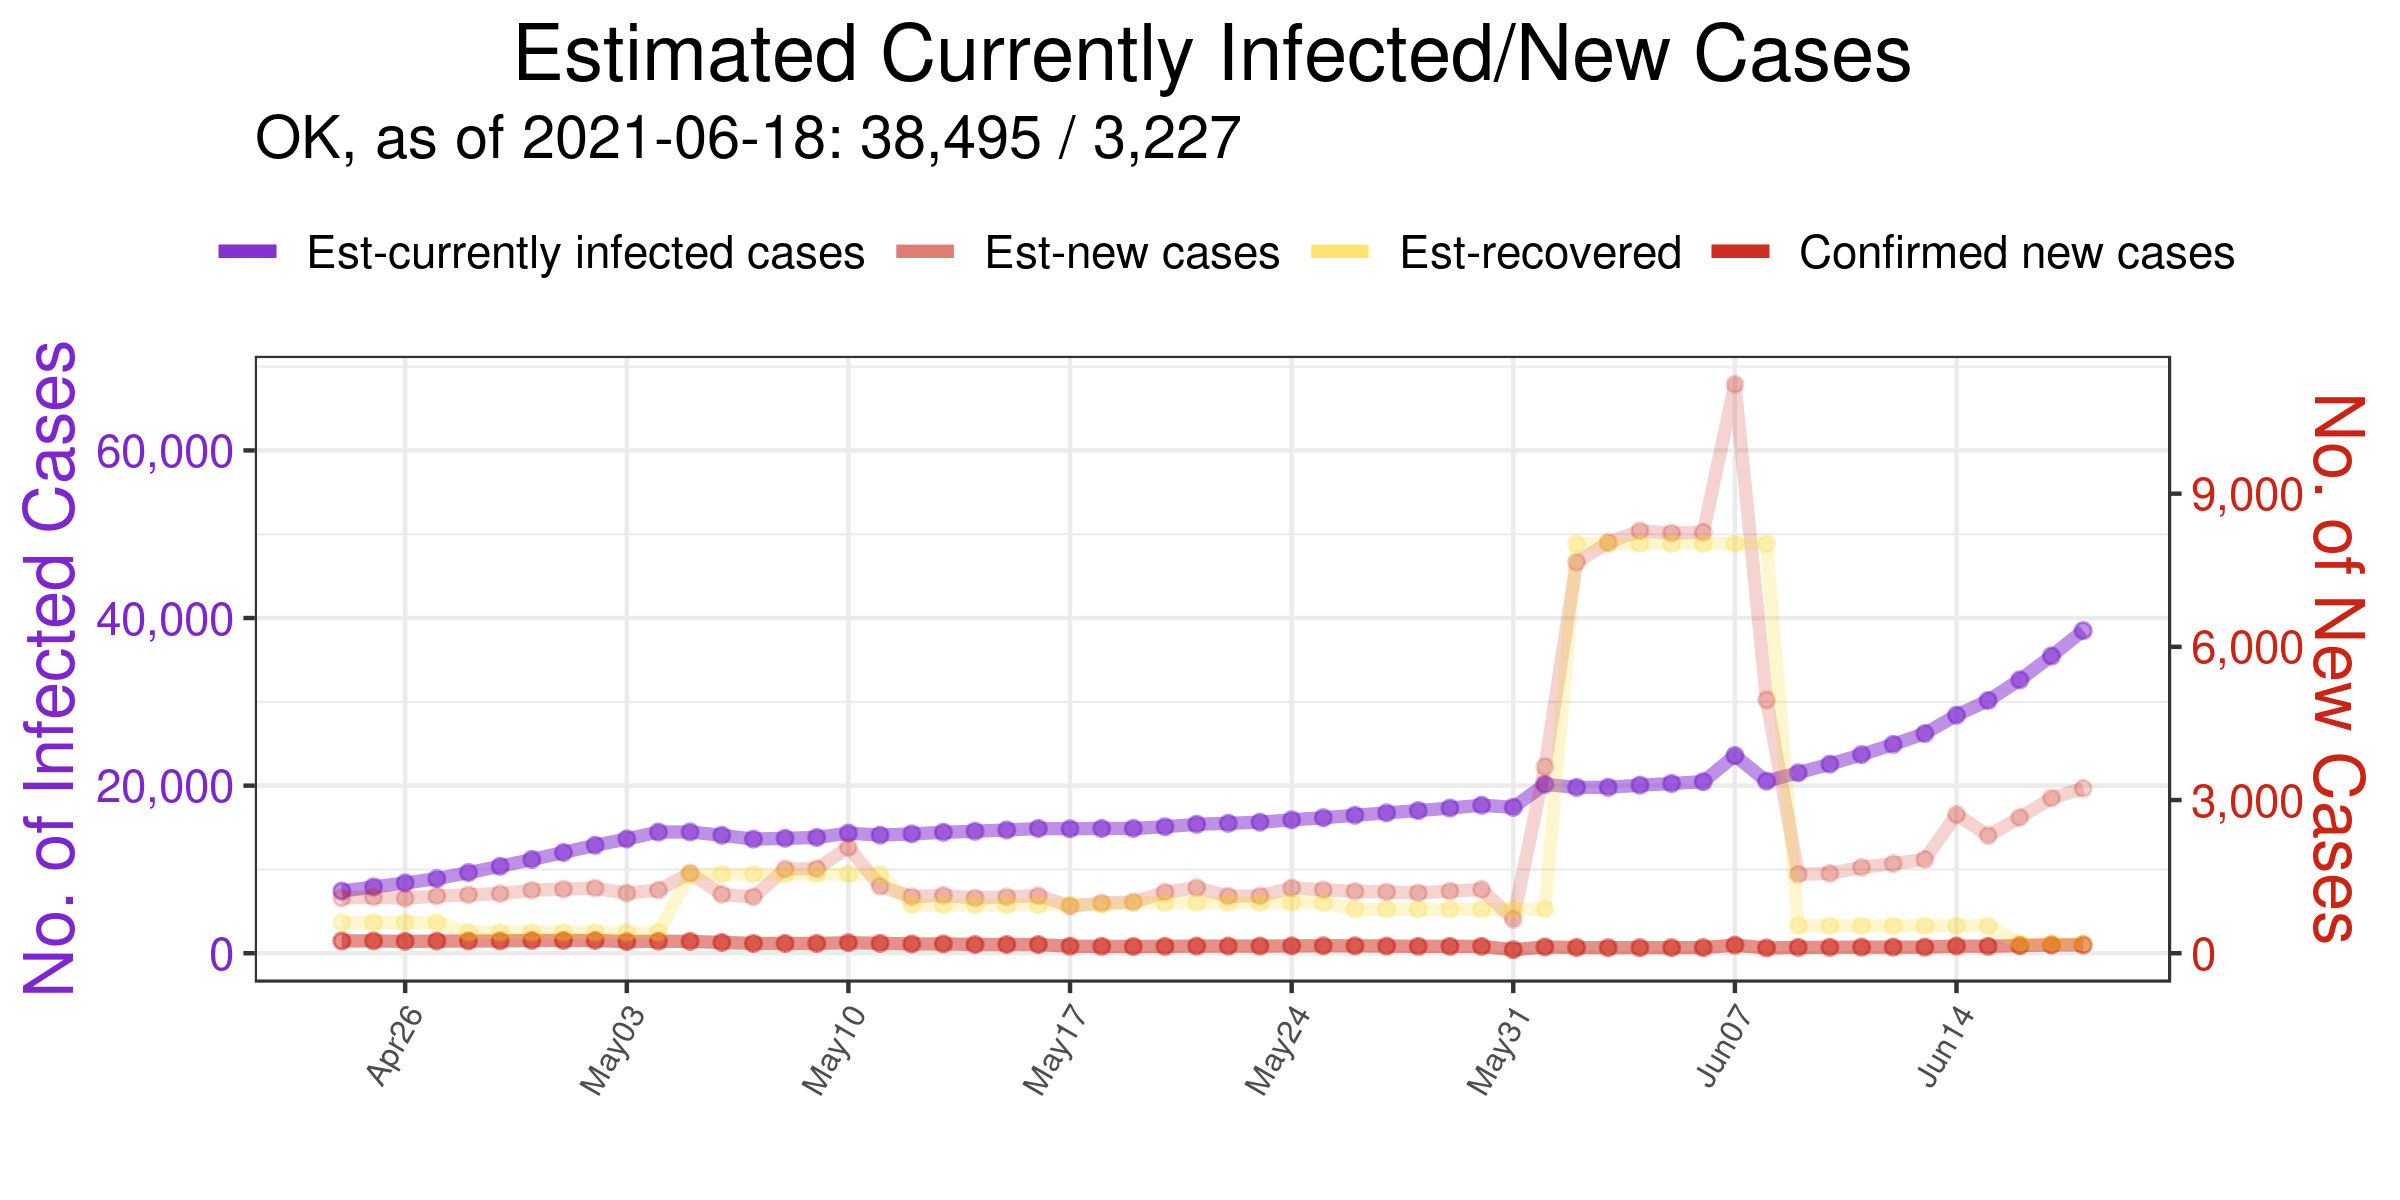 Estimated Currently Infected/New Cases
OK, as of 2021-06-18: 38,495 / 3,227
Est-currently infected cases Est-new cases Est-recovered Confirmed new cases
No. of Infected Cases
60,000
40,000
20,000
0
9,000
6,000
3,000
0
No. of New Cases
Apr26 May03 May10 May17 May24 May31 Jun07 Jun14